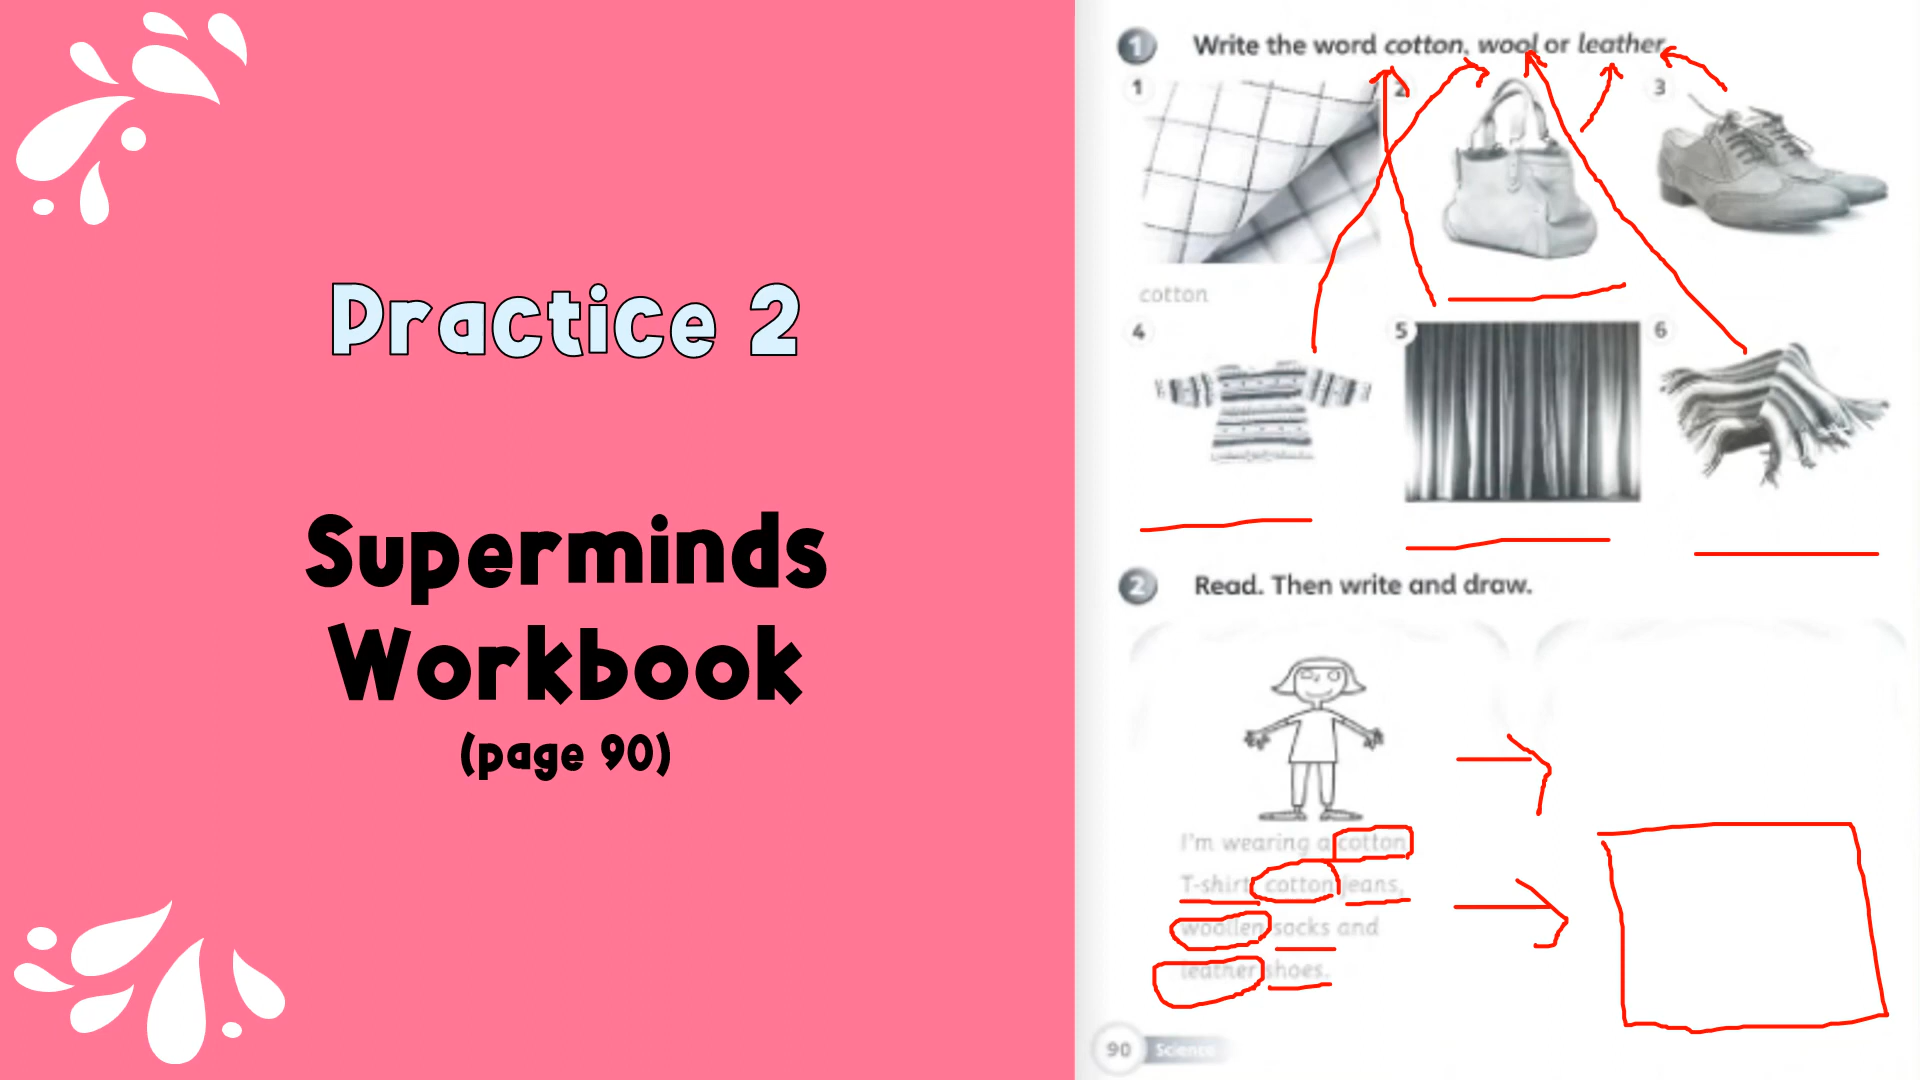 Practice 2
Superminds
Workbook
(page 90)
1 Write the word cotton, wool or leather.
1
2
3
cotton
4
5
6
2 Read. Then write and draw.
I'm wearing a cotton
T-shirt, cotton jeans,
woollen socks and
leather shoes.
90 Science